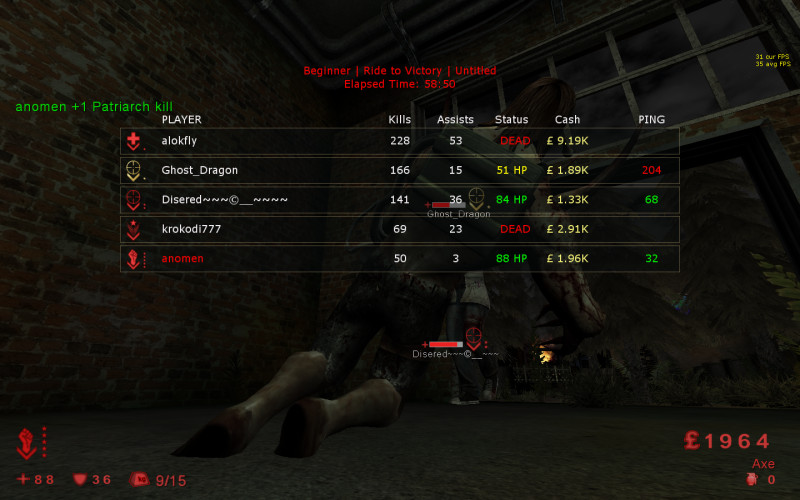 Beginner | Ride to Victory | Untitled
Elapsed Time: 58:50
31 cur FPS
35 avg FPS
anomen +1 Patriarch kill
PLAYER Kills Assists Status Cash PING
alokfly 228 53 DEAD £ 9.19K
Ghost_Dragon 166 15 51 HP £ 1.89K 204
Disered~~~©__~~~~ 141 36 84 HP £ 1.33K 68
Ghost_Dragon
krokodi777 69 23 DEAD £ 2.91K
anomen 50 3 88 HP £ 1.96K 32
Disered~~~©__~~~
£1964
Axe
+88 36 9/15 0